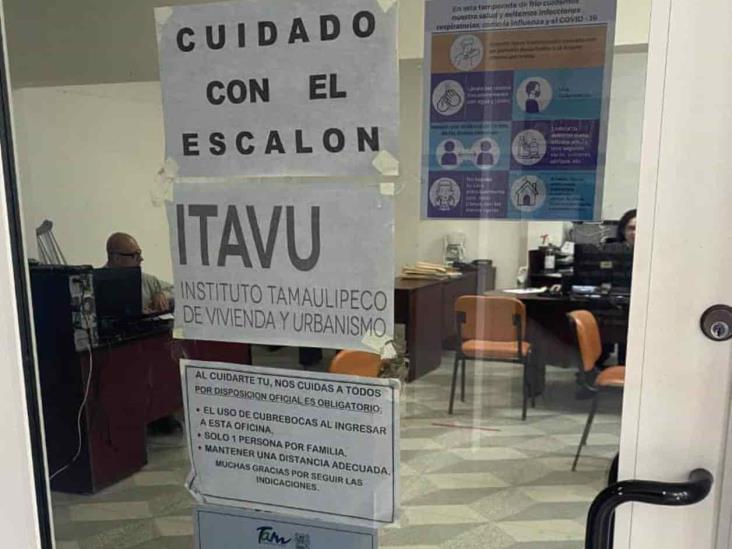 CUIDADO
CON EL
ESCALON
ITAVU
INSTITUTO TAMAULIPECO
DE VIVIENDA Y URBANISMO
AL CUIDARTE TU, NOS CUIDAS A TODOS
POR DISPOSICION OFICIAL ES OBLIGATORIO:
• EL USO DE CUBREBOCAS AL INGRESAR
A ESTA OFICINA.
• SOLO 1 PERSONA POR FAMILIA.
• MANTENER UNA DISTANCIA ADECUADA.
MUCHAS GRACIAS POR SEGUIR LAS
INDICACIONES.
Tam
En esta temporada de frío cuidemos
nuestra salud y evitemos infecciones
respiratorias como la influenza y el COVID-19